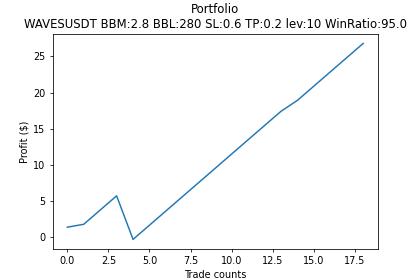 Portfolio
WAVESUSDT BBM:2.8 BBL:280 SL:0.6 TP:0.2 lev:10 WinRatio:95.0
Profit ($)
25
20
15
10
5
0
0.0 2.5 5.0 7.5 10.0 12.5 15.0 17.5
Trade counts